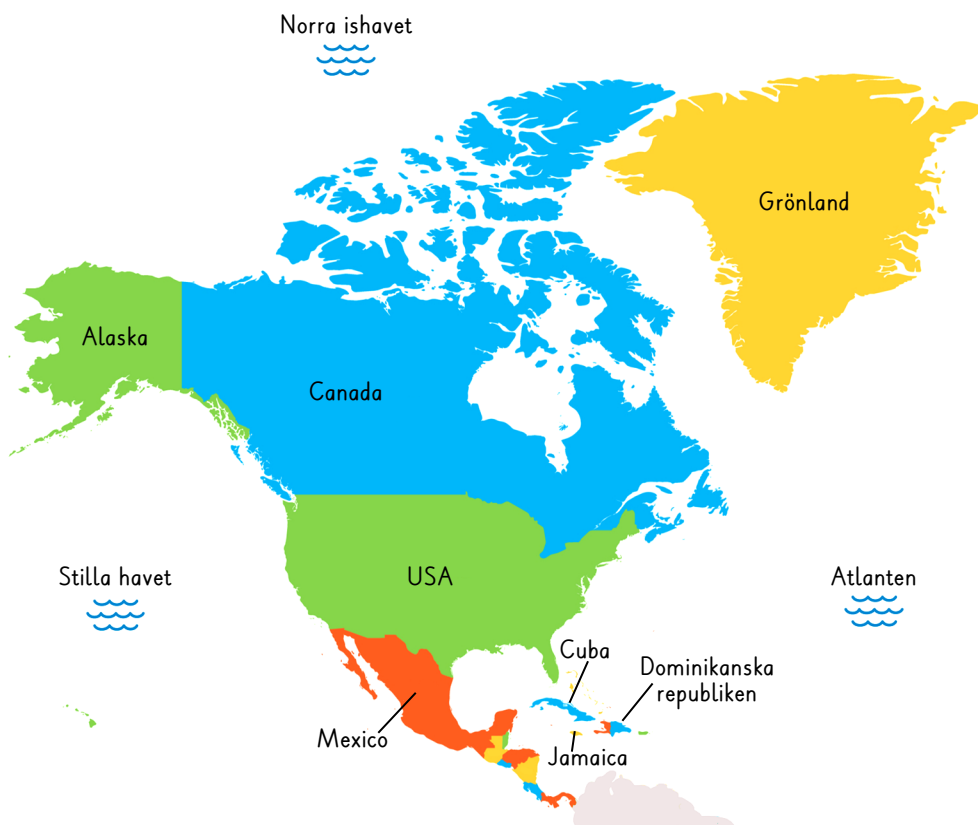 Norra ishavet
Grönland
Alaska
Canada
Stilla havet
USA
Atlanten
Cuba
Dominikanska
republiken
Mexico
Jamaica